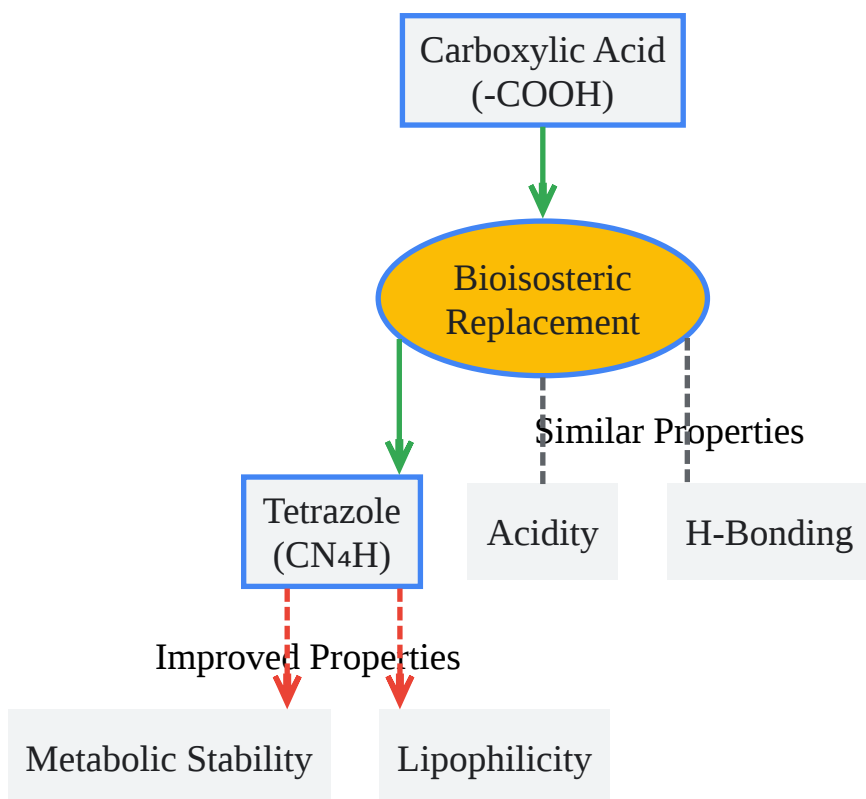 Carboxylic Acid
(-COOH)
Bioisosteric
Replacement
Similar Properties
Tetrazole
(CN₄H)
Acidity
H-Bonding
Improved Properties
Metabolic Stability
Lipophilicity